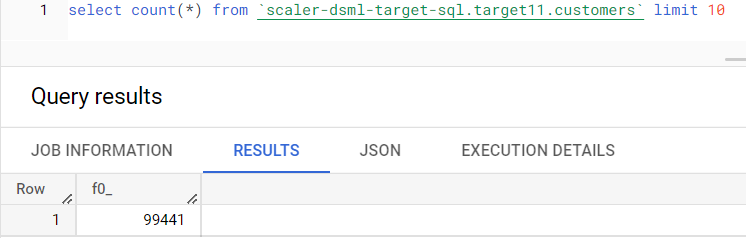 1 select count(*) from `scaler-dsml-target-sql.target11.customers` limit 10
Query results
JOB INFORMATION RESULTS JSON EXECUTION DETAILS
Row f0_
1 99441